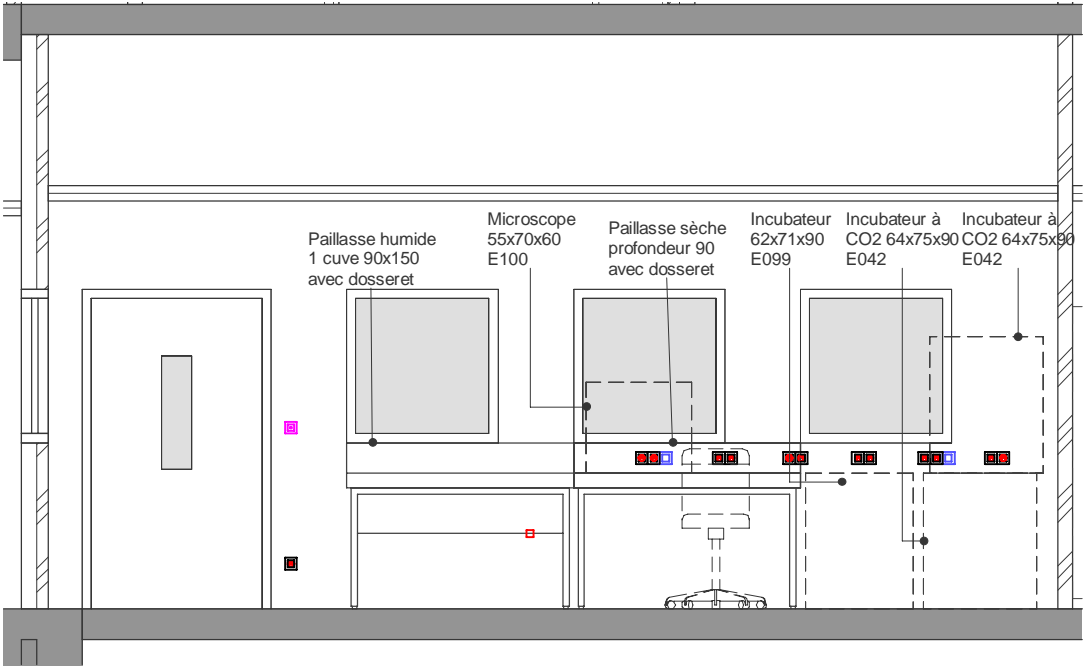 Paillasse humide
1 cuve 90x150
avec dosseret
Microscope
55x70x60
E100
Paillasse sèche
profondeur 90
avec dosseret
Incubateur
62x71x90
E099
Incubateur à
CO2 64x75x90
E042
Incubateur à
CO2 64x75x90
E042